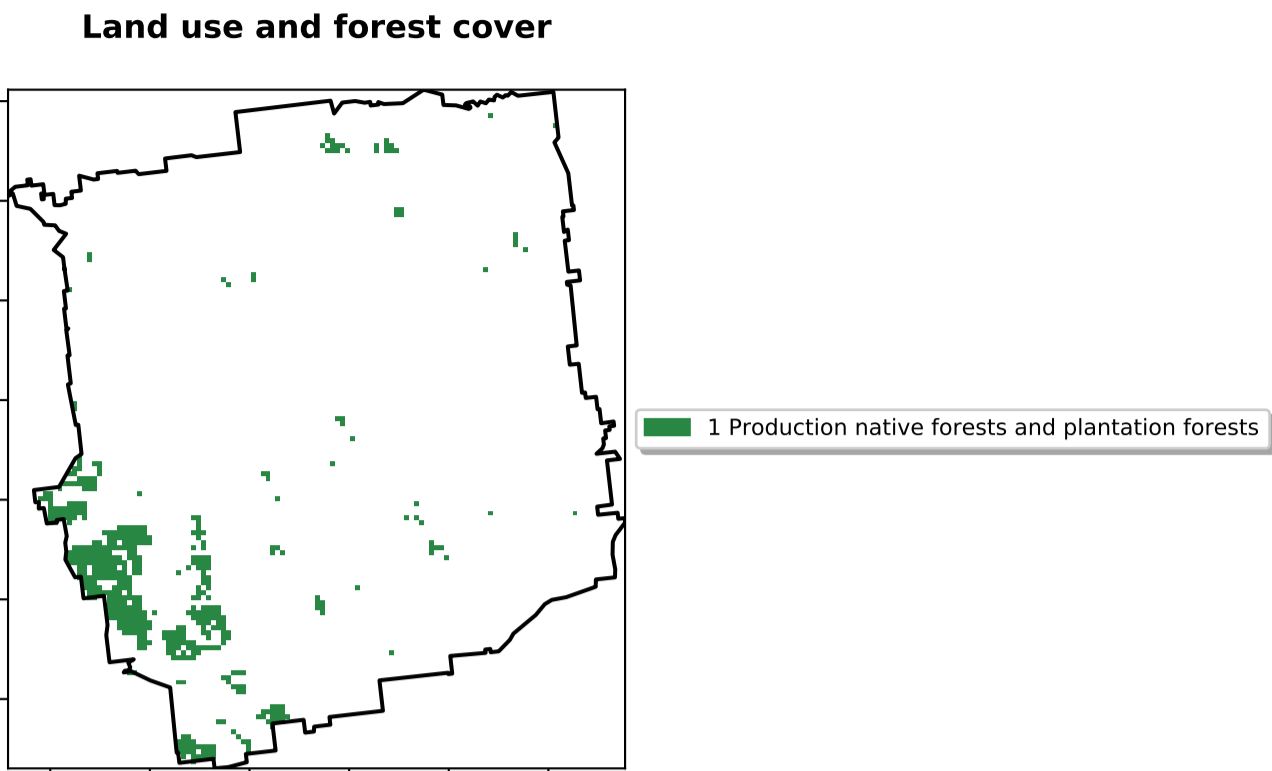 Land use and forest cover
1 Production native forests and plantation forests